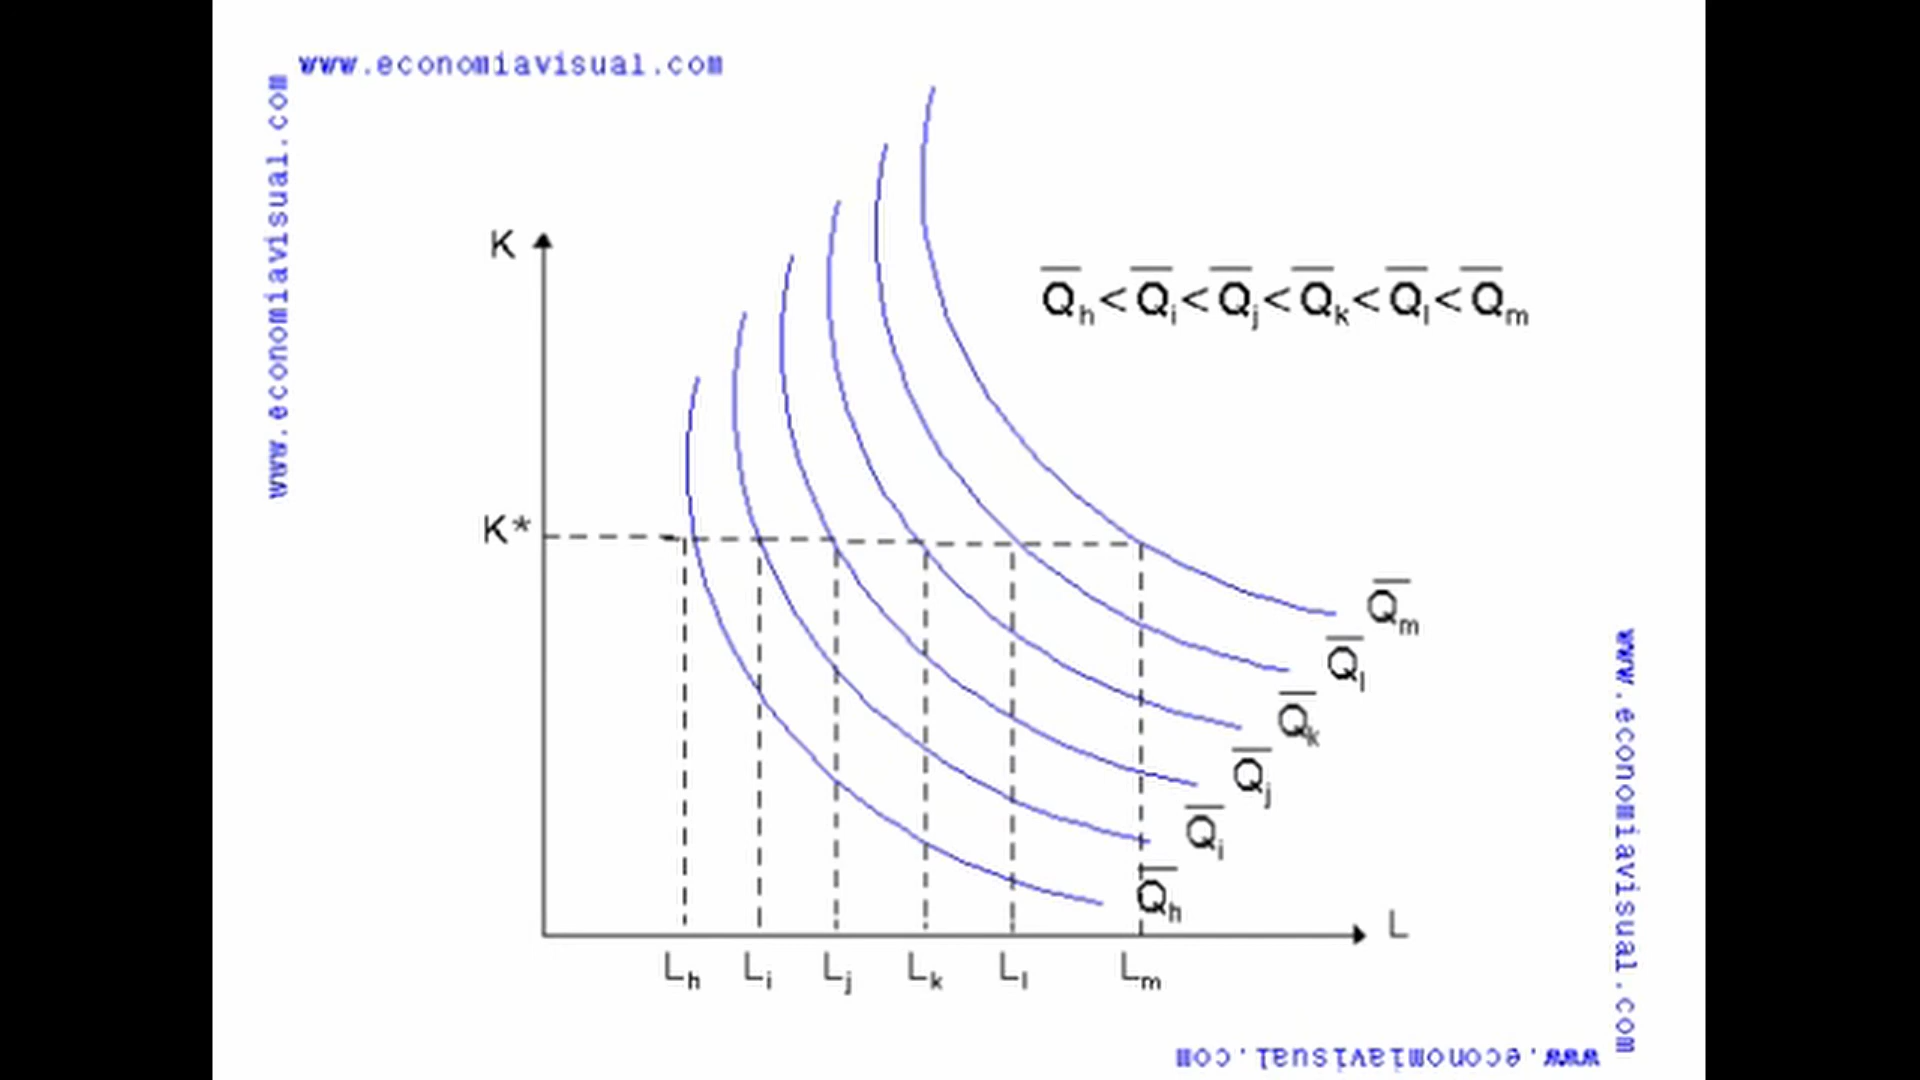 www.economiavisual.com
www.economiavisual.com
K
Q̅h<Q̅i<Q̅j<Q̅k<Q̅l<Q̅m
K*
Q̅m
Q̅l
Q̅k
Q̅j
Q̅i
Q̅h
L
Lh Li Lj Lk Ll Lm
www.economiavisual.com
www.economiavisual.com